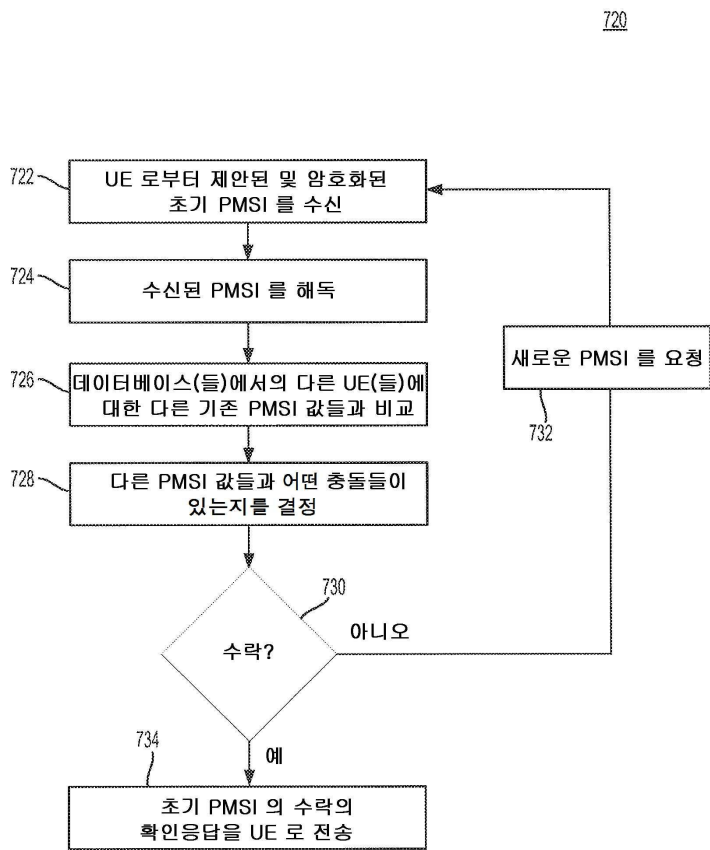 720
722
UE 로부터 제안된 및 암호화된
초기 PMSI 를 수신
724
수신된 PMSI 를 해독
726
데이터베이스(들)에서의 다른 UE(들)에
대한 다른 기존 PMSI 값들과 비교
새로운 PMSI 를 요청
732
728
다른 PMSI 값들과 어떤 충돌들이
있는지를 결정
730
수락?
아니오
예
734
초기 PMSI 의 수락의
확인응답을 UE 로 전송